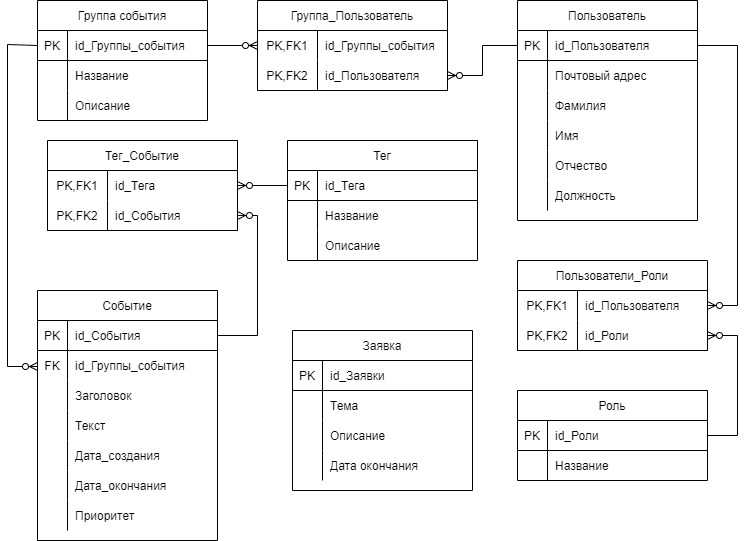 Группа события
PK id_Группы_события
Название
Описание
Группа_Пользователь
PK,FK1 id_Группы_события
PK,FK2 id_Пользователя
Пользователь
PK id_Пользователя
Почтовый адрес
Фамилия
Имя
Отчество
Должность
Тег_Событие
PK,FK1 id_Тега
PK,FK2 id_События
Тег
PK id_Тега
Название
Описание
Пользователи_Роли
PK,FK1 id_Пользователя
PK,FK2 id_Роли
Событие
PK id_События
FK id_Группы_события
Заголовок
Текст
Дата_создания
Дата_окончания
Приоритет
Заявка
PK id_Заявки
Тема
Описание
Дата окончания
Роль
PK id_Роли
Название